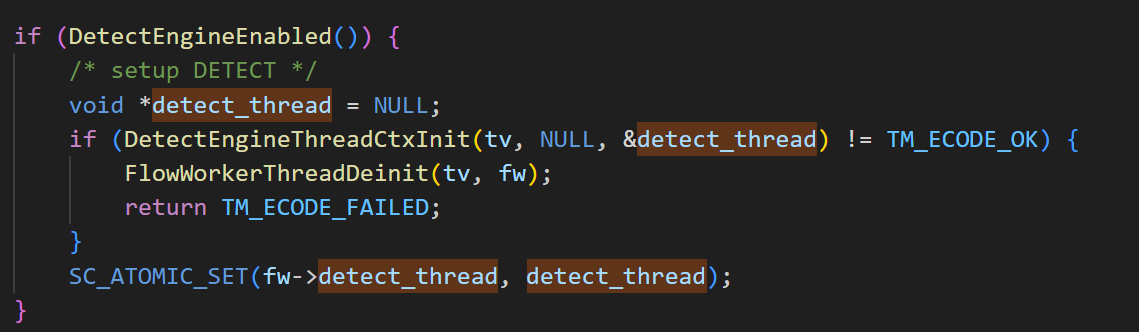 if (DetectEngineEnabled()) {
/* setup DETECT */
void *detect_thread = NULL;
if (DetectEngineThreadCtxInit(tv, NULL, &detect_thread) != TM_ECODE_OK) {
FlowWorkerThreadDeinit(tv, fw);
return TM_ECODE_FAILED;
}
SC_ATOMIC_SET(fw->detect_thread, detect_thread);
}